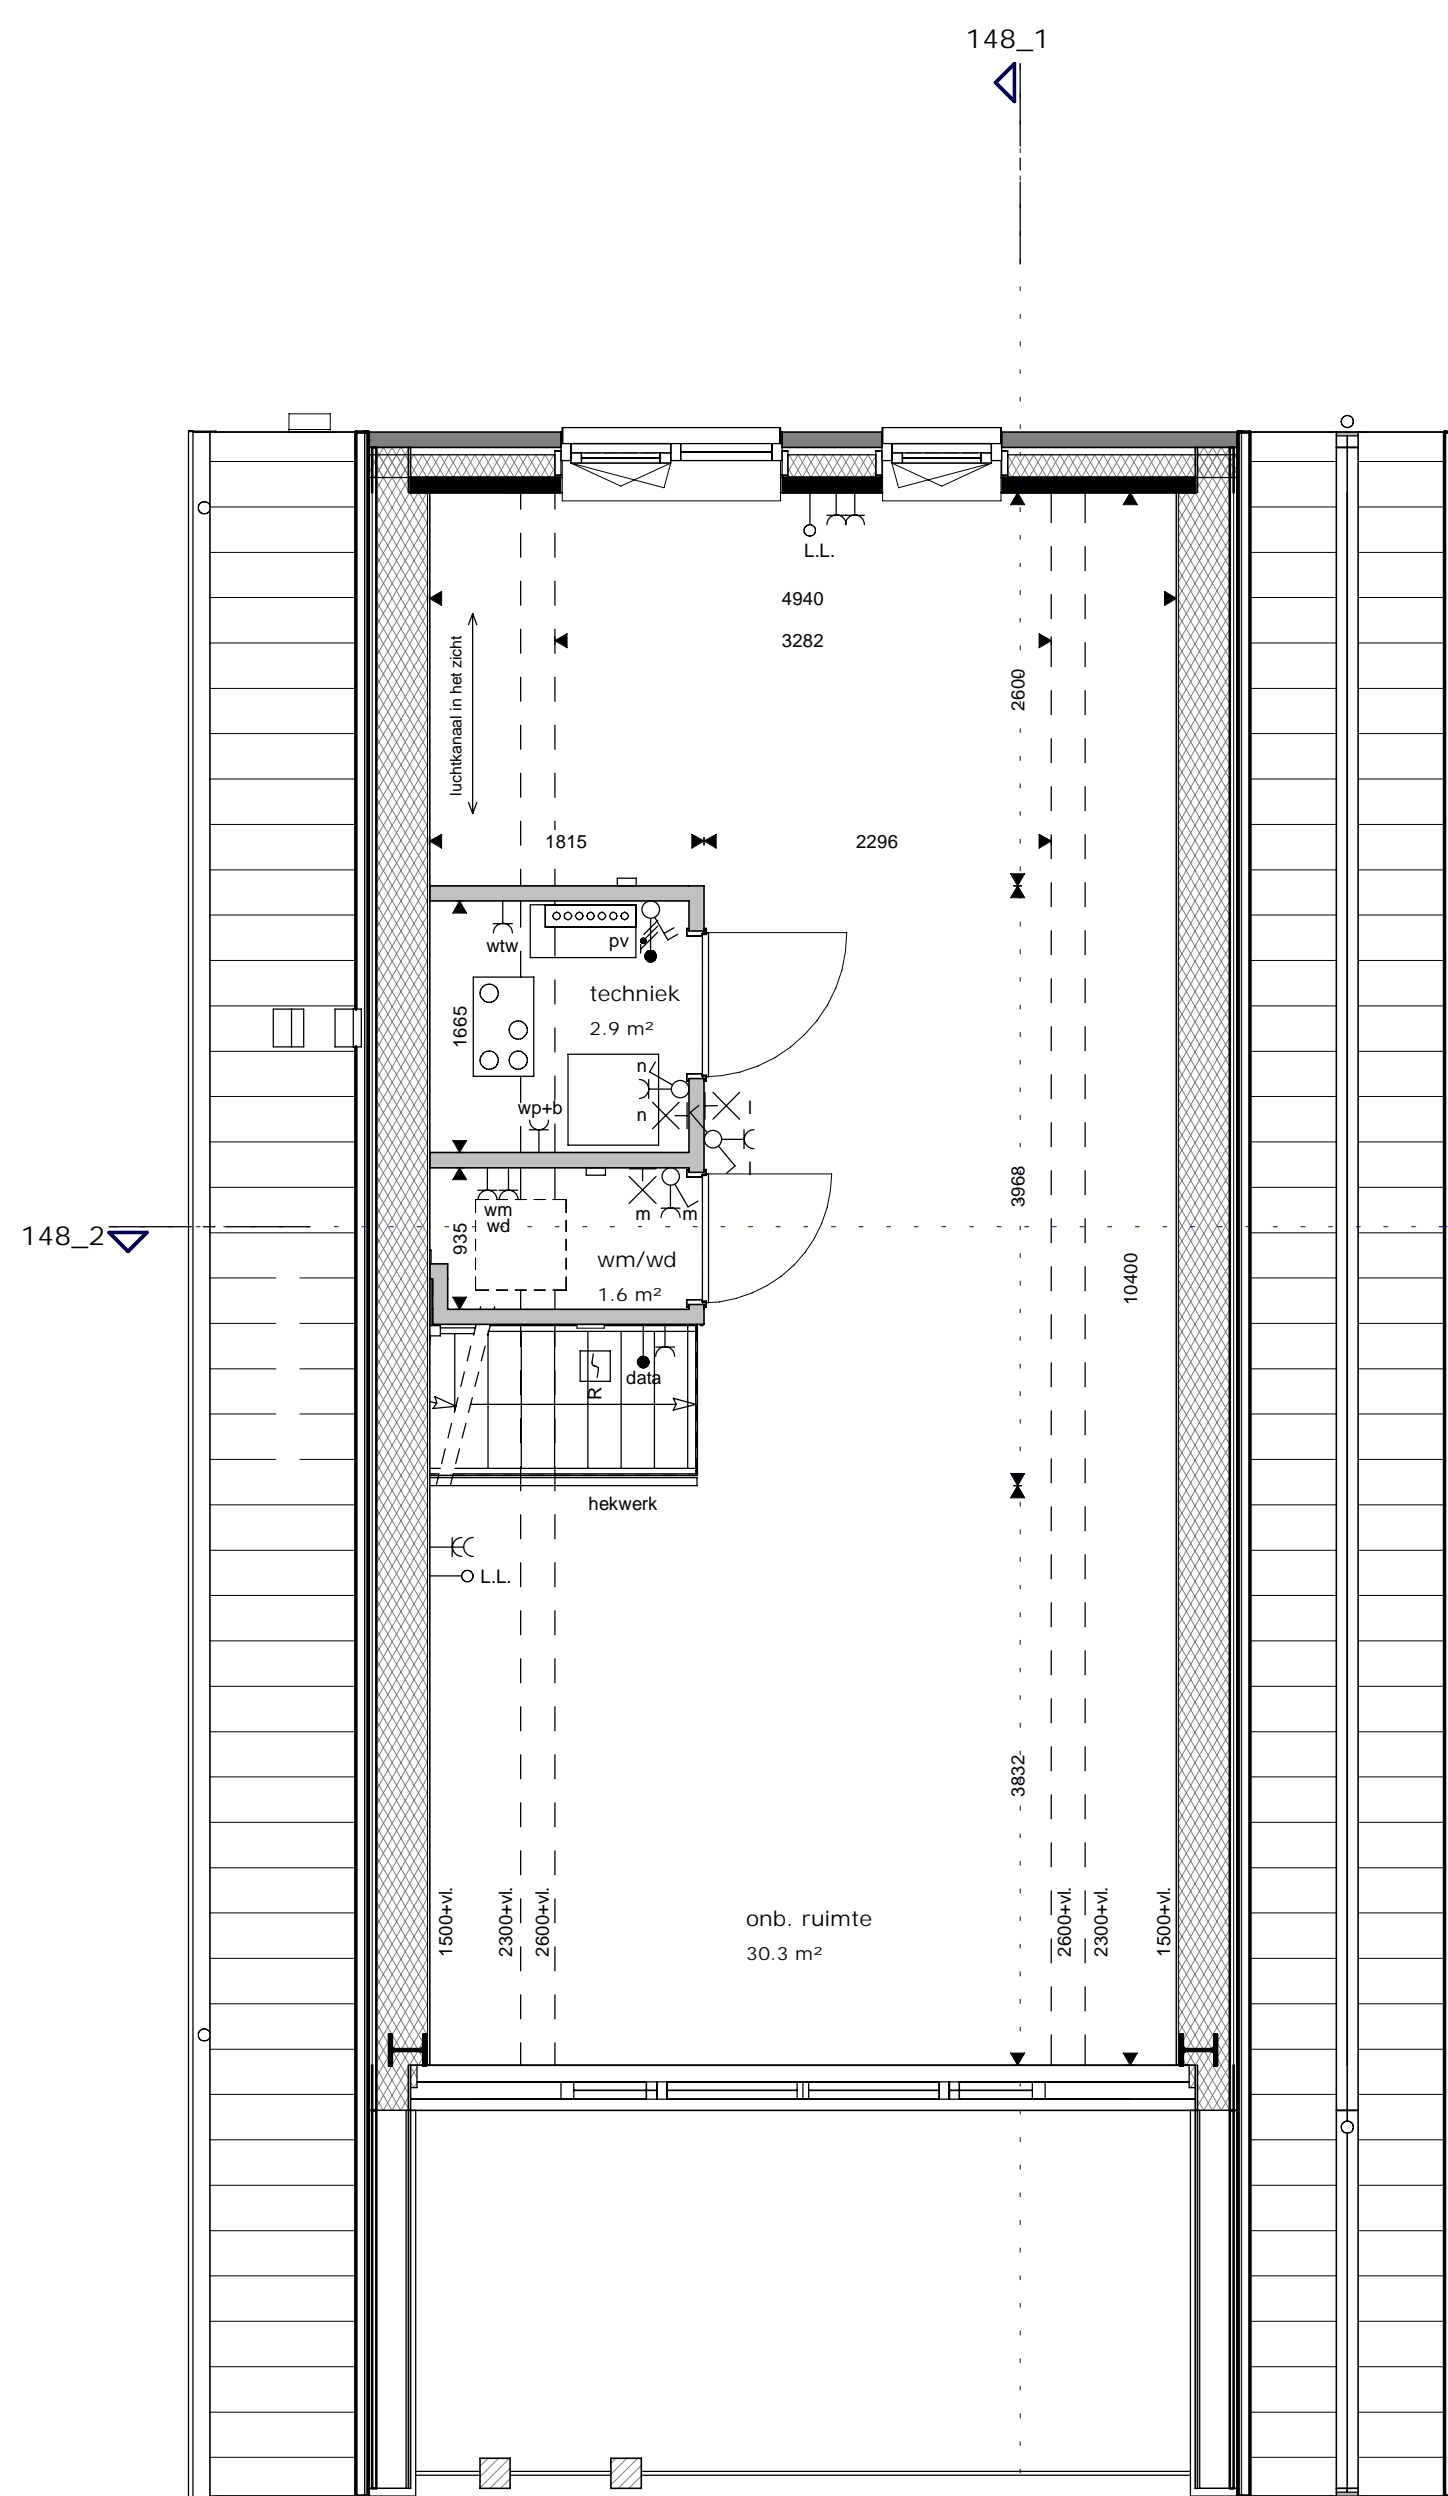 148_1
L.L.
4940
3282
luchtkanaal in het zicht
2600
1815
2296
wtw
pv
techniek
2.9 m²
1665
n
wp+b
n
l
l
3968
wm
wd
m
m
148_2
935
wm/wd
1.6 m²
10400
R
data
hekwerk
L.L.
3832
1500+vl.
2300+vl.
2600+vl.
onb. ruimte
30.3 m²
2600+vl.
2300+vl.
1500+vl.